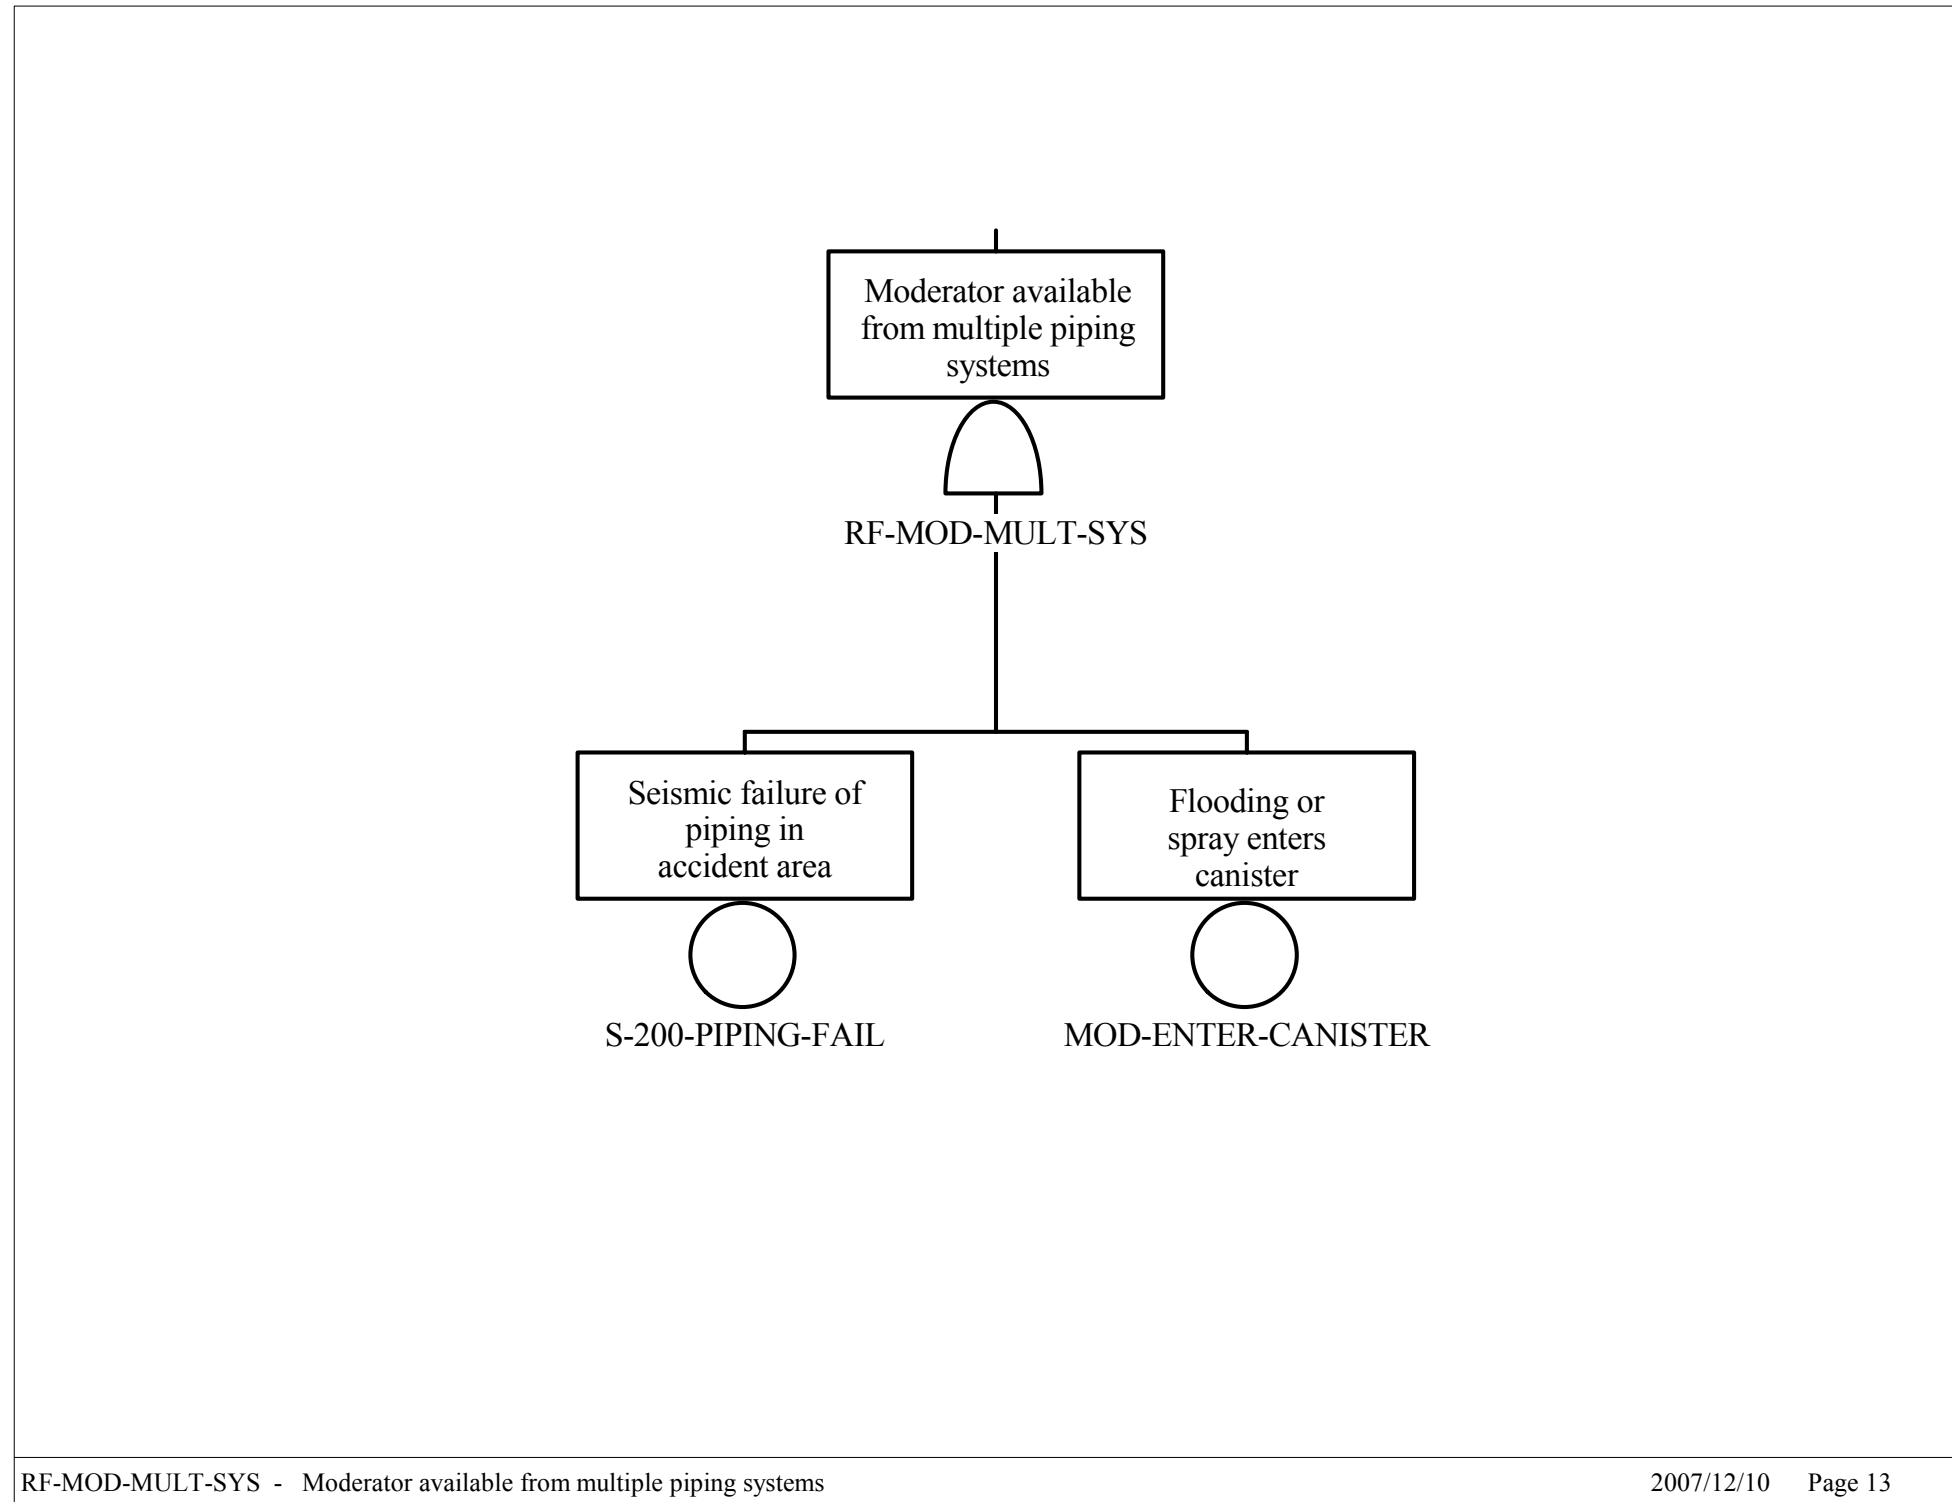 Moderator available
from multiple piping
systems
RF-MOD-MULT-SYS
Seismic failure of
piping in
accident area
S-200-PIPING-FAIL
Flooding or
spray enters
canister
MOD-ENTER-CANISTER
RF-MOD-MULT-SYS - Moderator available from multiple piping systems 2007/12/10 Page 13